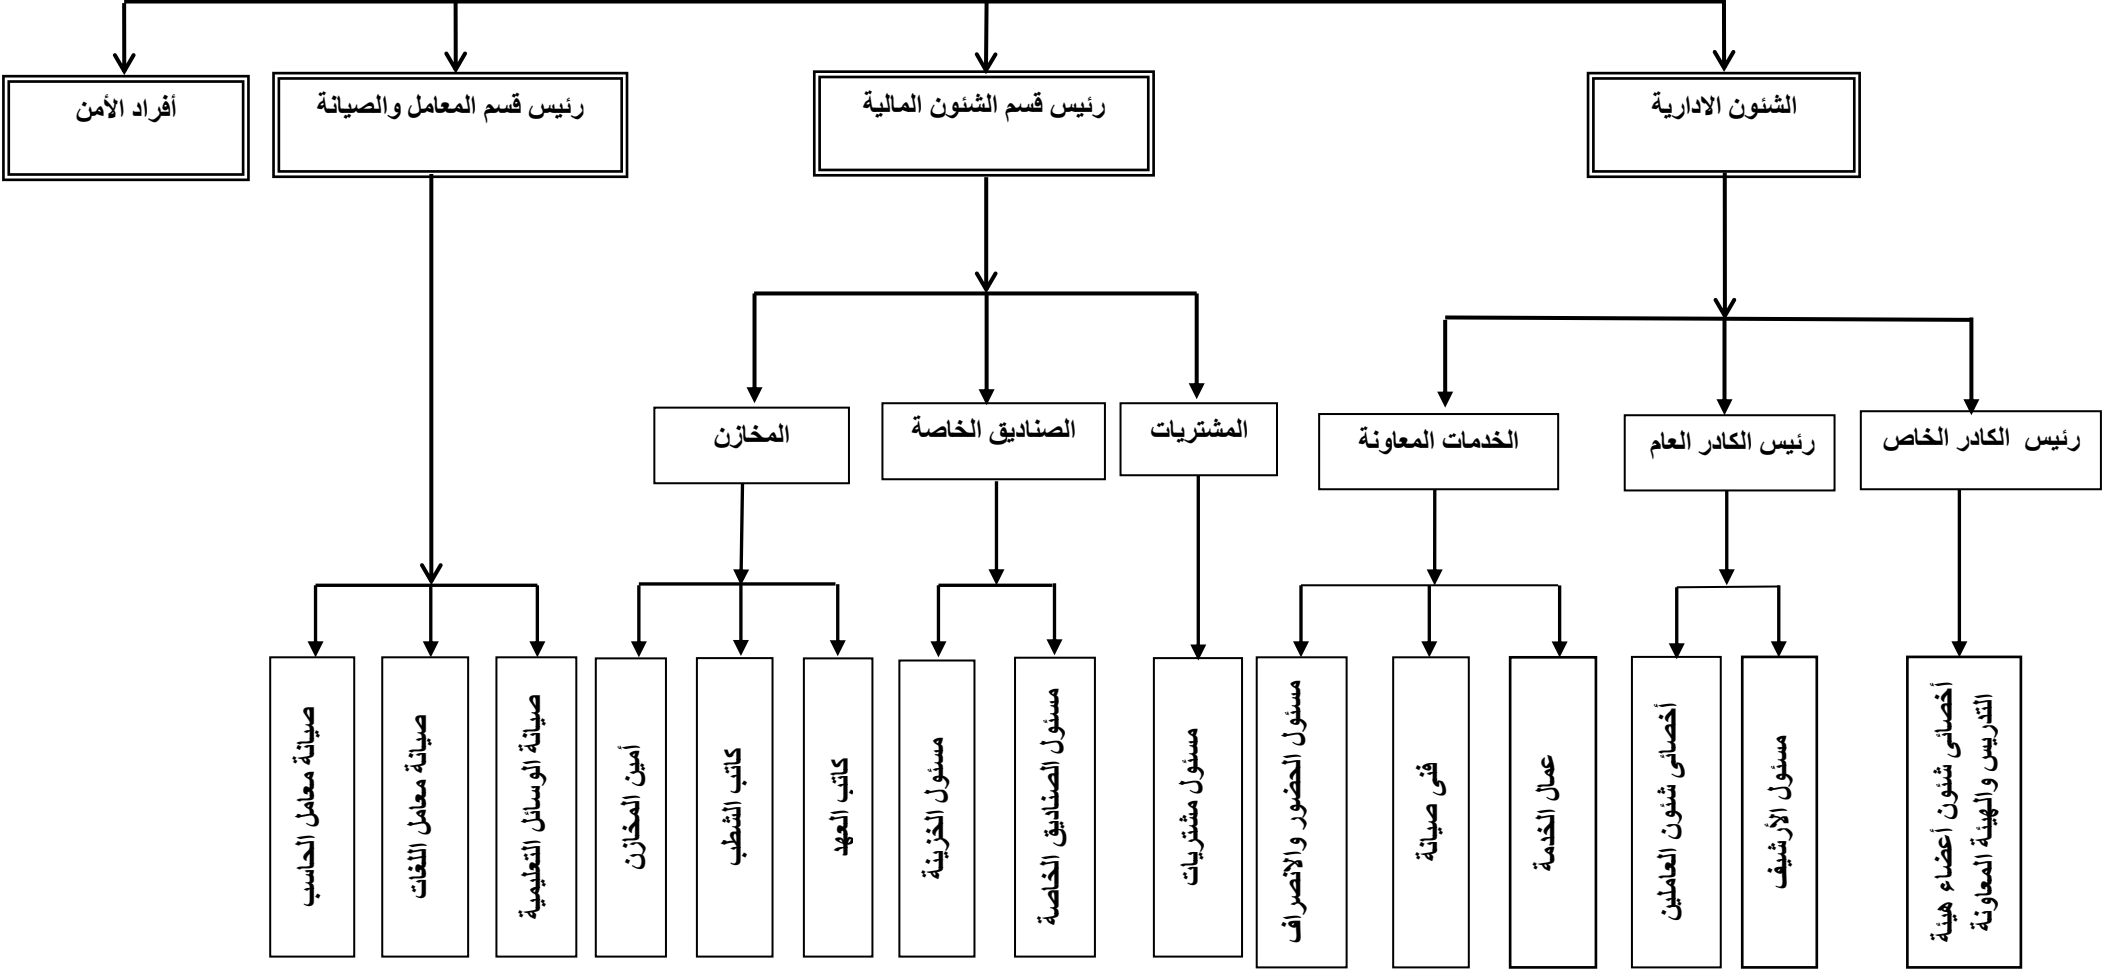 الشئون الادارية
رئيس قسم الشئون المالية
رئيس قسم المعامل والصيانة
أفراد الأمن
رئيس الكادر الخاص
رئيس الكادر العام
الخدمات المعاونة
المشتريات
الصناديق الخاصة
المخازن
أخصائى شئون أعضاء هيئة
التدريس والهيئة المعاونة
مسئول الأرشيف
أخصائى شئون العاملين
عمال الخدمة
فنى صيانة
مسئول الحضور والانصراف
مسئول مشتريات
مسئول الصناديق الخاصة
مسئول الخزينة
كاتب العهد
كاتب الشطب
أمين المخازن
صيانة الوسائل التعليمية
صيانة معامل اللغات
صيانة معامل الحاسب